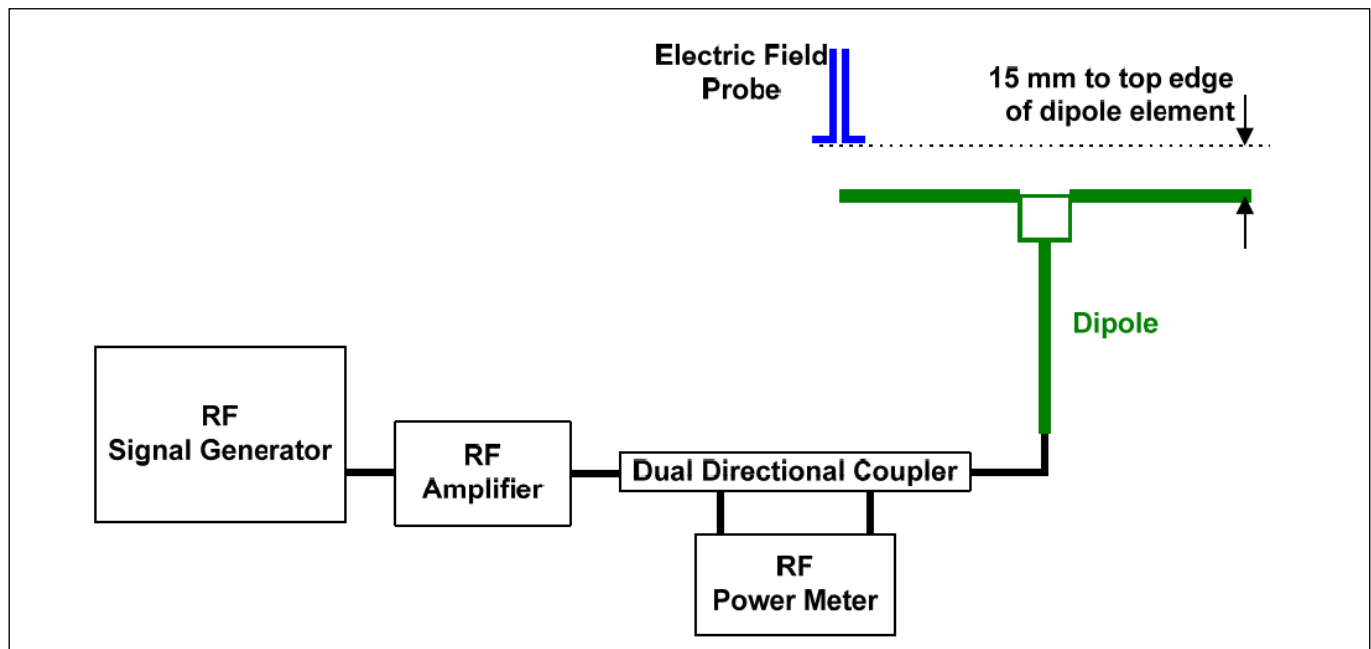 Electric Field
Probe
15 mm to top edge
of dipole element
Dipole
RF
Signal Generator
RF
Amplifier
Dual Directional Coupler
RF
Power Meter